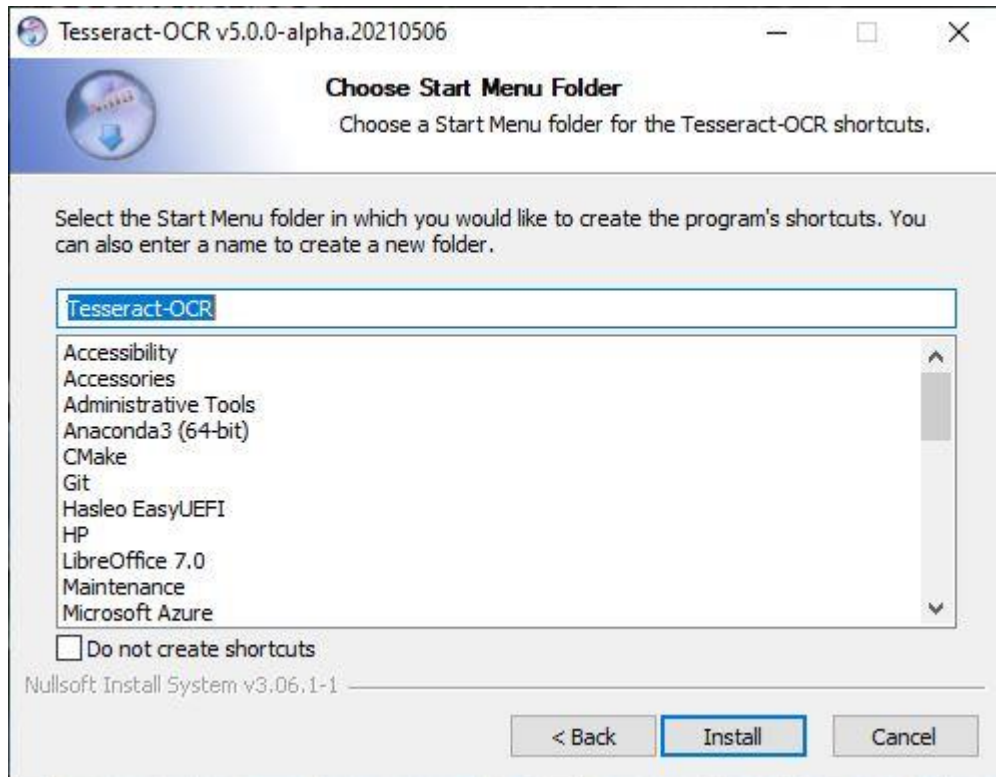 Tesseract-OCR v5.0.0-alpha.20210506
Choose Start Menu Folder
Choose a Start Menu folder for the Tesseract-OCR shortcuts.
Select the Start Menu folder in which you would like to create the program's shortcuts. You
can also enter a name to create a new folder.
Tesseract-OCR
Accessibility
Accessories
Administrative Tools
Anaconda3 (64-bit)
CMake
Git
Hasleo EasyUEFI
HP
LibreOffice 7.0
Maintenance
Microsoft Azure
Do not create shortcuts
Nullsoft Install System v3.06.1-1
< Back
Install
Cancel